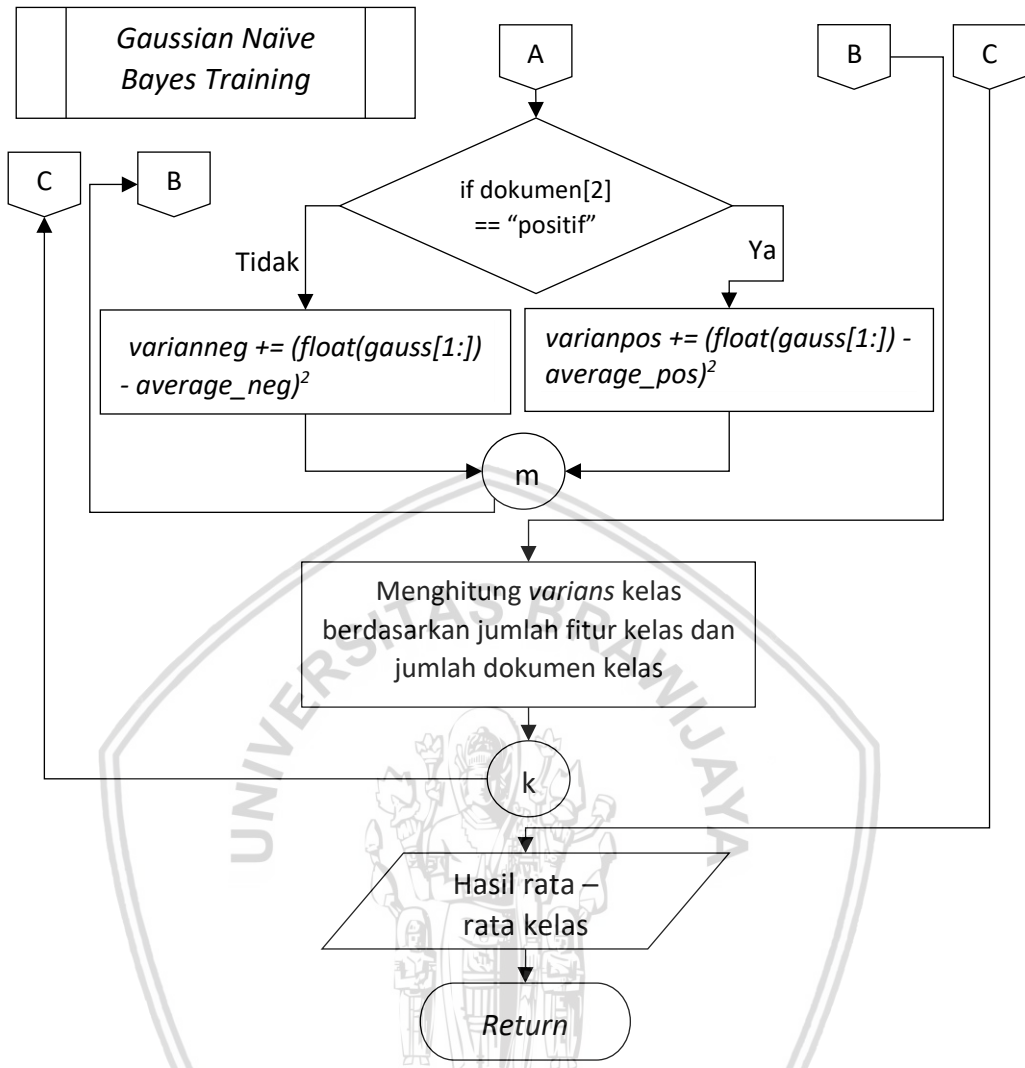 Gaussian Naïve
Bayes Training
A
B
C
C
B
if dokumen[2]
== “positif”
Tidak
Ya
varianneg += (float(gauss[1:])
- average_neg)²
varianpos += (float(gauss[1:]) -
average_pos)²
m
Menghitung varians kelas
berdasarkan jumlah fitur kelas dan
jumlah dokumen kelas
k
Hasil rata –
rata kelas
Return
UNIVERSITAS BRAWIJAYA